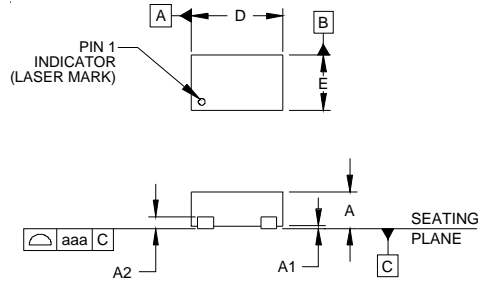 A
D
B
PIN 1
INDICATOR
(LASER MARK)
E
A
SEATING
PLANE
aaa C
A2
A1
C